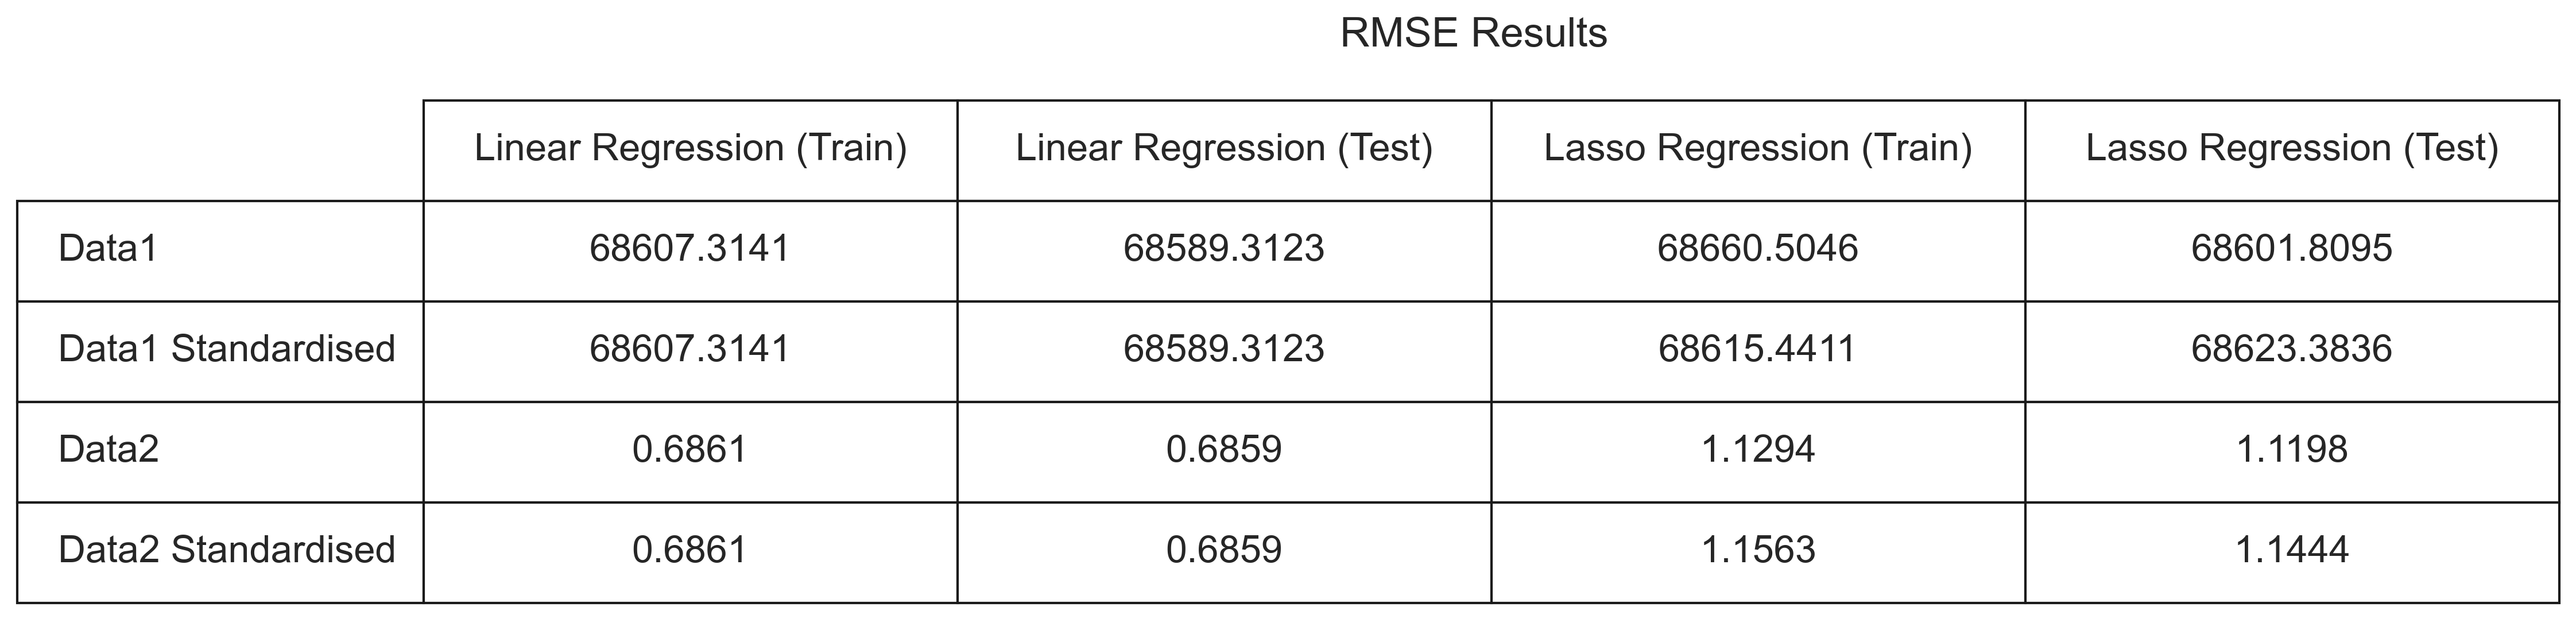 RMSE Results
Linear Regression (Train) Linear Regression (Test) Lasso Regression (Train) Lasso Regression (Test)
Data1 68607.3141 68589.3123 68660.5046 68601.8095
Data1 Standardised 68607.3141 68589.3123 68615.4411 68623.3836
Data2 0.6861 0.6859 1.1294 1.1198
Data2 Standardised 0.6861 0.6859 1.1563 1.1444